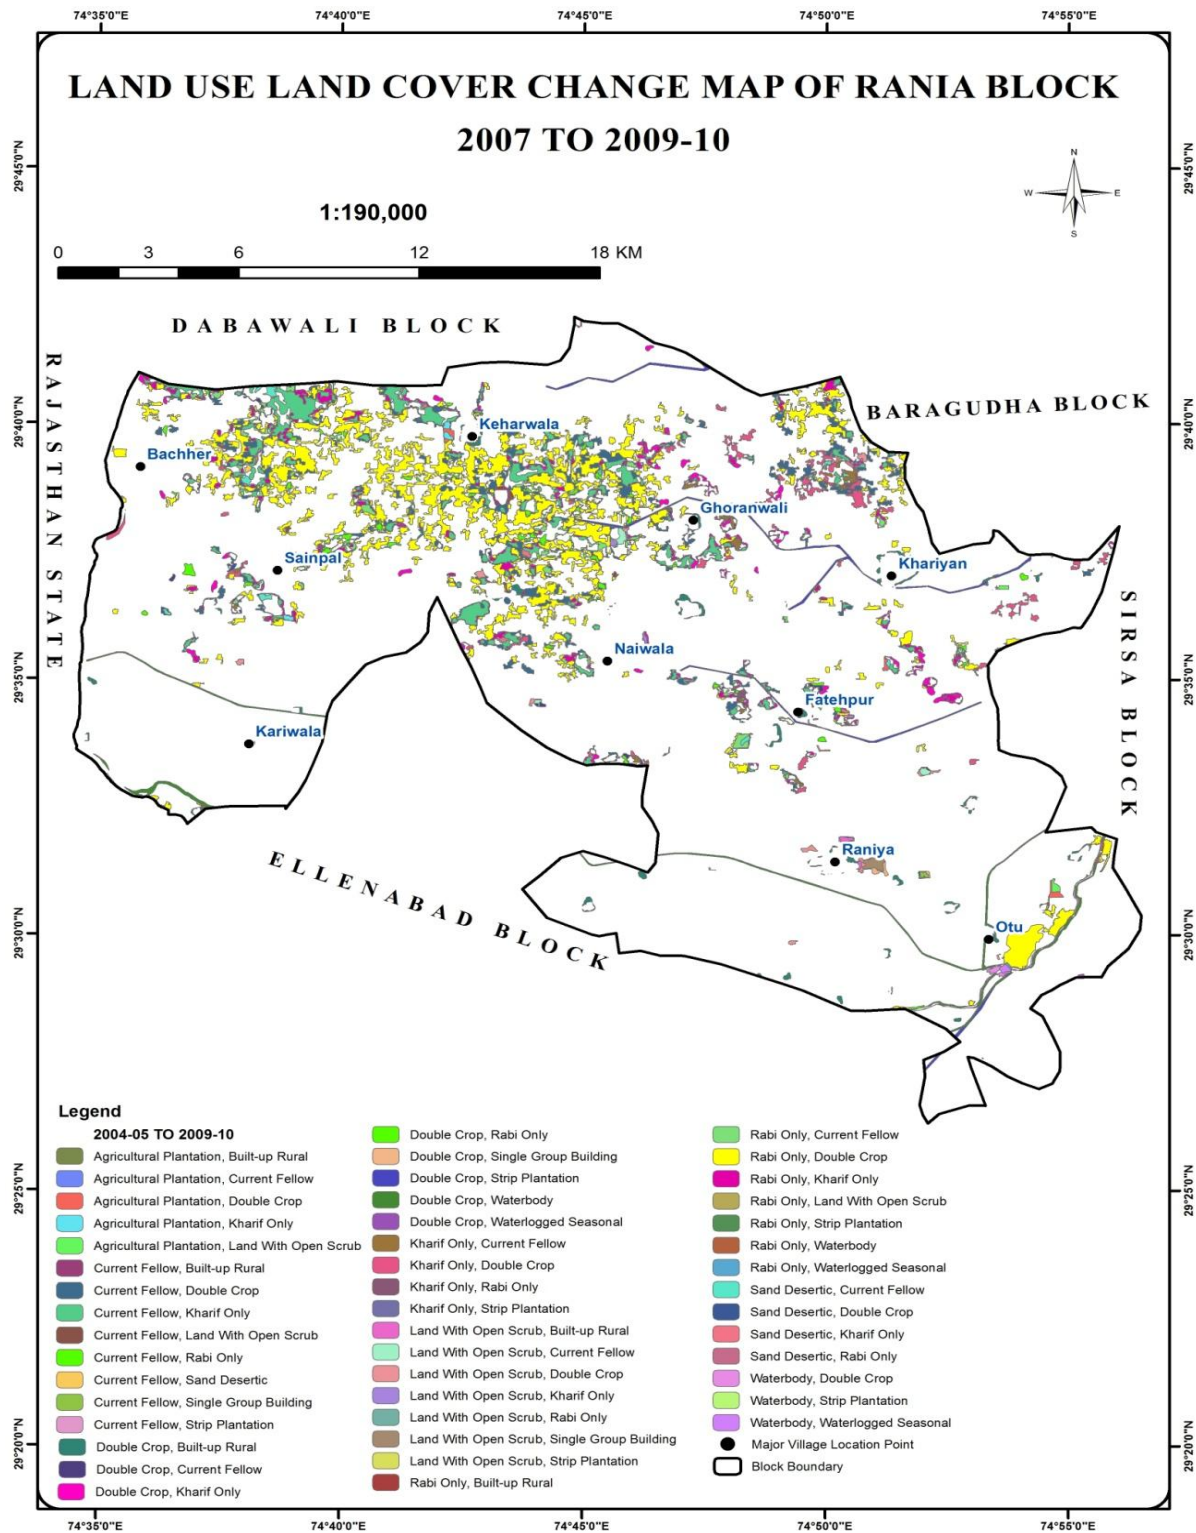 74°35'0"E 74°40'0"E 74°45'0"E 74°50'0"E 74°55'0"E
LAND USE LAND COVER CHANGE MAP OF RANIA BLOCK
2007 TO 2009-10
N
W E
S
29°45'0"N 29°45'0"N
1:190,000
0 3 6 12 18 KM
DABAWALI BLOCK
RAJASTHAN STATE
BARAGUDHA BLOCK
29°40'0"N
Keharwala
Bachher
Ghoranwali
Sainpal
Khariyan
SIRSA BLOCK
Naiwala
29°35'0"N 29°35'0"N
Fatehpur
Kariwala
Raniya
ELLENABAD BLOCK
Otu
29°30'0"N 29°30'0"N
Legend
2004-05 TO 2009-10
Agricultural Plantation, Built-up Rural
Agricultural Plantation, Current Fellow
Agricultural Plantation, Double Crop
Agricultural Plantation, Kharif Only
Agricultural Plantation, Land With Open Scrub
Current Fellow, Built-up Rural
Current Fellow, Double Crop
Current Fellow, Kharif Only
Current Fellow, Land With Open Scrub
Current Fellow, Rabi Only
Current Fellow, Sand Desertic
Current Fellow, Single Group Building
Current Fellow, Strip Plantation
Double Crop, Built-up Rural
Double Crop, Current Fellow
Double Crop, Kharif Only
Double Crop, Rabi Only
Double Crop, Single Group Building
Double Crop, Strip Plantation
Double Crop, Waterbody
Double Crop, Waterlogged Seasonal
Kharif Only, Current Fellow
Kharif Only, Double Crop
Kharif Only, Rabi Only
Kharif Only, Strip Plantation
Land With Open Scrub, Built-up Rural
Land With Open Scrub, Current Fellow
Land With Open Scrub, Double Crop
Land With Open Scrub, Kharif Only
Land With Open Scrub, Rabi Only
Land With Open Scrub, Single Group Building
Land With Open Scrub, Strip Plantation
Rabi Only, Built-up Rural
Rabi Only, Current Fellow
Rabi Only, Double Crop
Rabi Only, Kharif Only
Rabi Only, Land With Open Scrub
Rabi Only, Strip Plantation
Rabi Only, Waterbody
Rabi Only, Waterlogged Seasonal
Sand Desertic, Current Fellow
Sand Desertic, Double Crop
Sand Desertic, Kharif Only
Sand Desertic, Rabi Only
Waterbody, Double Crop
Waterbody, Strip Plantation
Waterbody, Waterlogged Seasonal
Major Village Location Point
Block Boundary
29°25'0"N 29°25'0"N
29°20'0"N 29°20'0"N
74°35'0"E 74°40'0"E 74°45'0"E 74°50'0"E 74°55'0"E